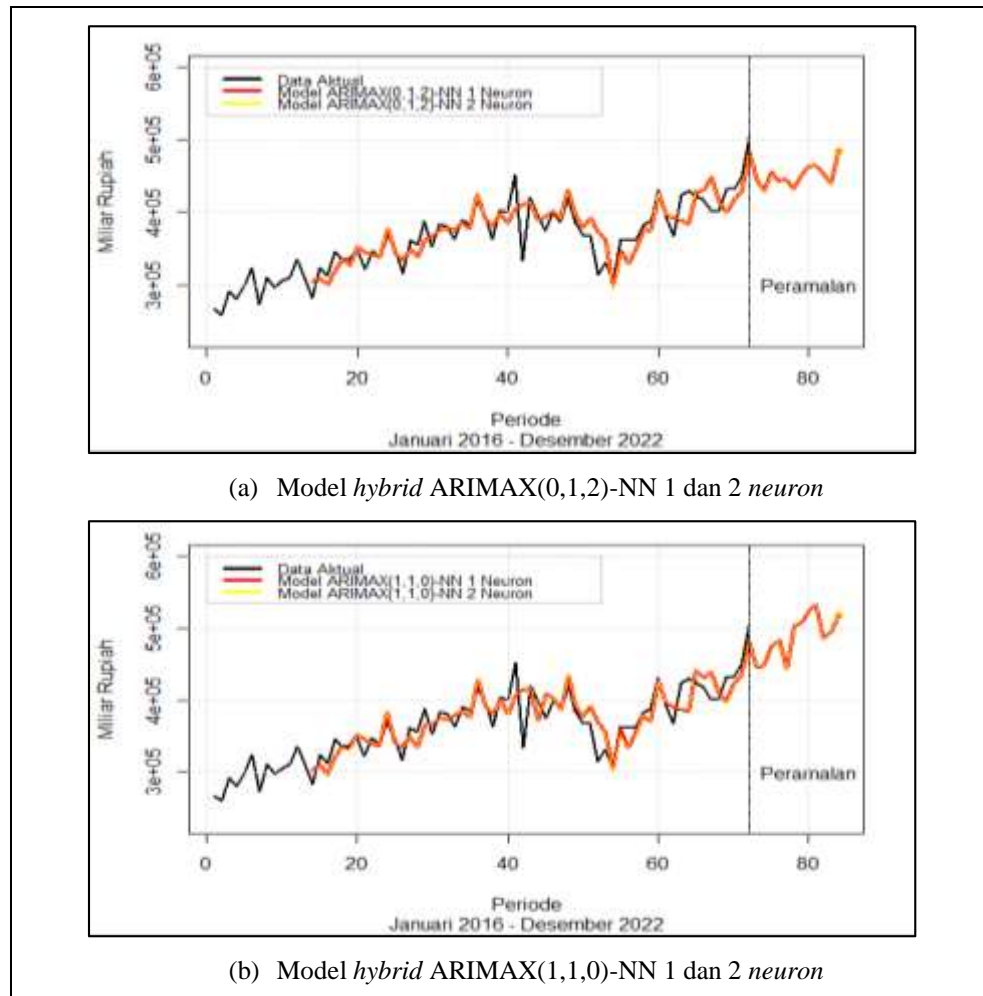 6e+05
5e+05
4e+05
3e+05
Miliar Rupiah
Data Aktual
Model ARIMAX(0,1,2)-NN 1 Neuron
Model ARIMAX(0,1,2)-NN 2 Neuron
Peramalan
0 20 40 60 80
Periode
Januari 2016 - Desember 2022
(a) Model hybrid ARIMAX(0,1,2)-NN 1 dan 2 neuron
6e+05
5e+05
4e+05
3e+05
Miliar Rupiah
Data Aktual
Model ARIMAX(1,1,0)-NN 1 Neuron
Model ARIMAX(1,1,0)-NN 2 Neuron
Peramalan
0 20 40 60 80
Periode
Januari 2016 - Desember 2022
(b) Model hybrid ARIMAX(1,1,0)-NN 1 dan 2 neuron